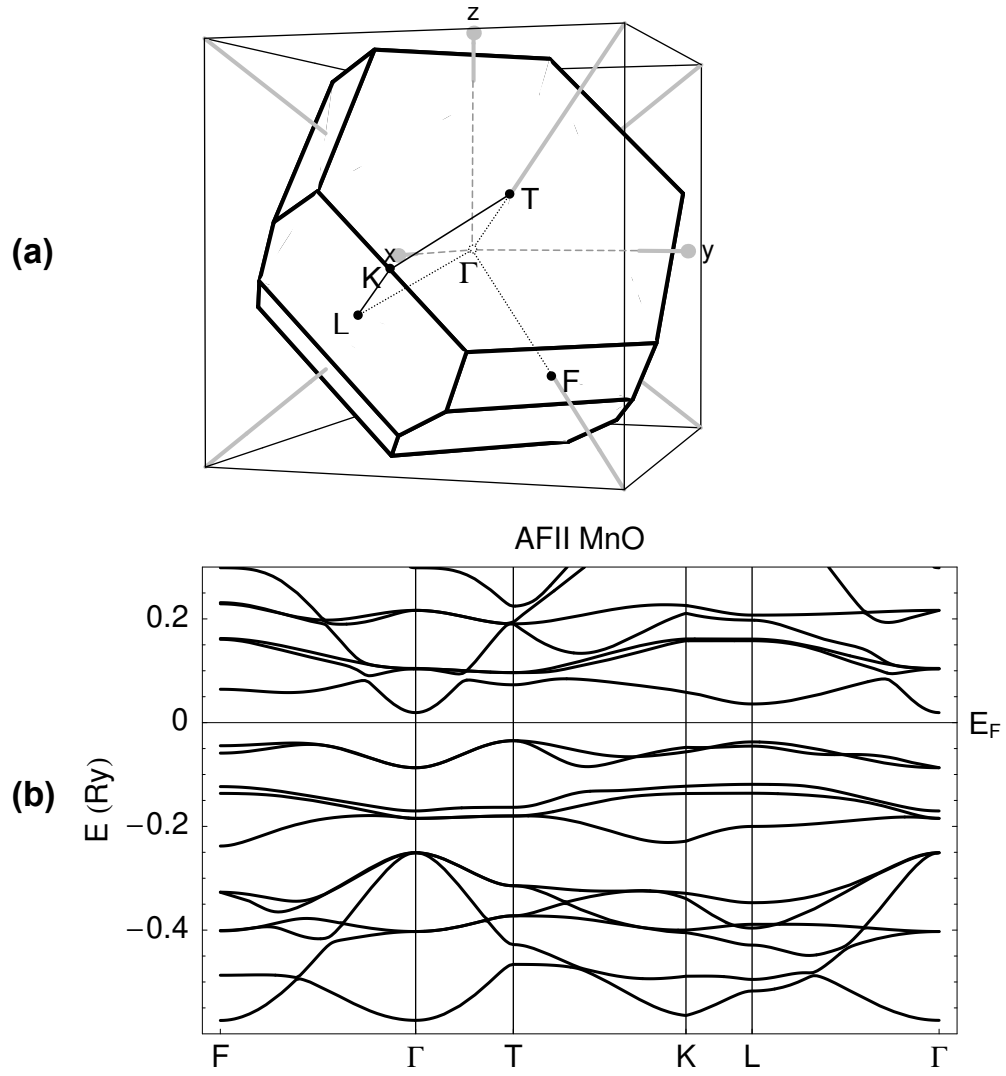 z
T
(a)
x
y
K
Γ
L
F
AFII MnO
0.2
0
E_F
(b)
E (Ry)
−0.2
−0.4
F Γ T K L Γ